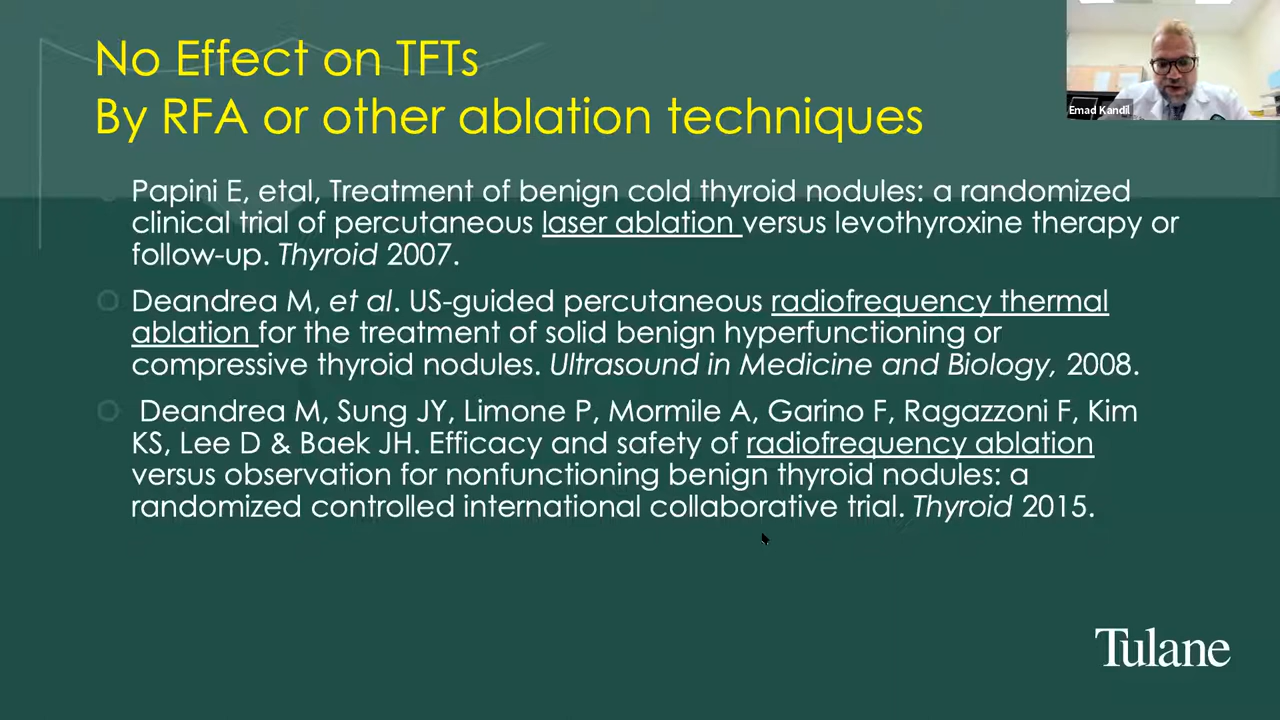 No Effect on TFTs
By RFA or other ablation techniques
Emad Kandil
Papini E, etal, Treatment of benign cold thyroid nodules: a randomized
clinical trial of percutaneous laser ablation versus levothyroxine therapy or
follow-up. Thyroid 2007.
Deandrea M, et al. US-guided percutaneous radiofrequency thermal
ablation for the treatment of solid benign hyperfunctioning or
compressive thyroid nodules. Ultrasound in Medicine and Biology, 2008.
Deandrea M, Sung JY, Limone P, Mormile A, Garino F, Ragazzoni F, Kim
KS, Lee D & Baek JH. Efficacy and safety of radiofrequency ablation
versus observation for nonfunctioning benign thyroid nodules: a
randomized controlled international collaborative trial. Thyroid 2015.
Tulane